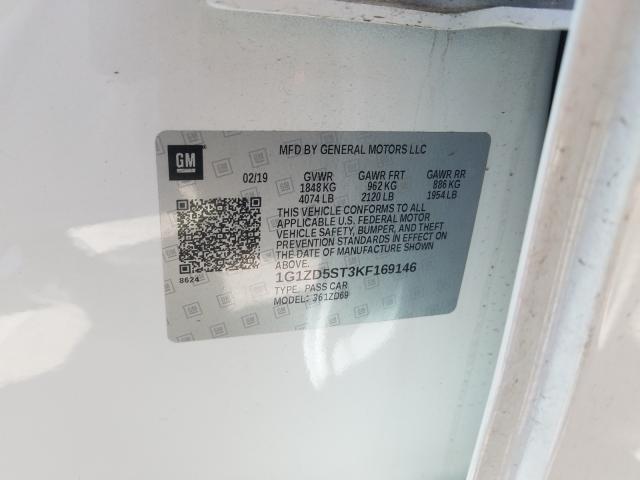 GM
MFD BY GENERAL MOTORS LLC
02/19 GVWR GAWR FRT GAWR RR
1848 KG 962 KG 886 KG
4074 LB 2120 LB 1954 LB
THIS VEHICLE CONFORMS TO ALL
APPLICABLE U.S. FEDERAL MOTOR
VEHICLE SAFETY, BUMPER, AND THEFT
PREVENTION STANDARDS IN EFFECT ON
THE DATE OF MANUFACTURE SHOWN
ABOVE.
8624
1G1ZD5ST3KF169146
TYPE: PASS CAR
MODEL: 361ZD69